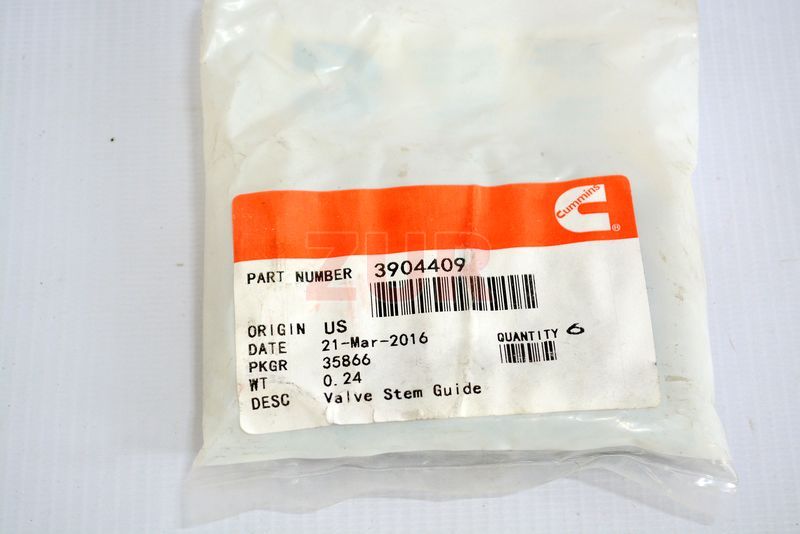 Cummins
®
ZUR
PART NUMBER 3904409
ORIGIN US
DATE 21-Mar-2016
QUANTITY 6
PKGR 35866
WT 0.24
DESC Valve Stem Guide